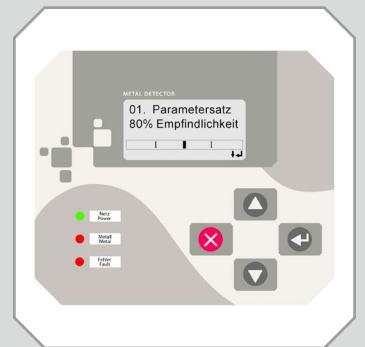 METAL DETECTOR
01. Parametersatz
80% Empfindlichkeit
Netz
Power
Metall
Metal
Fehler
Fault